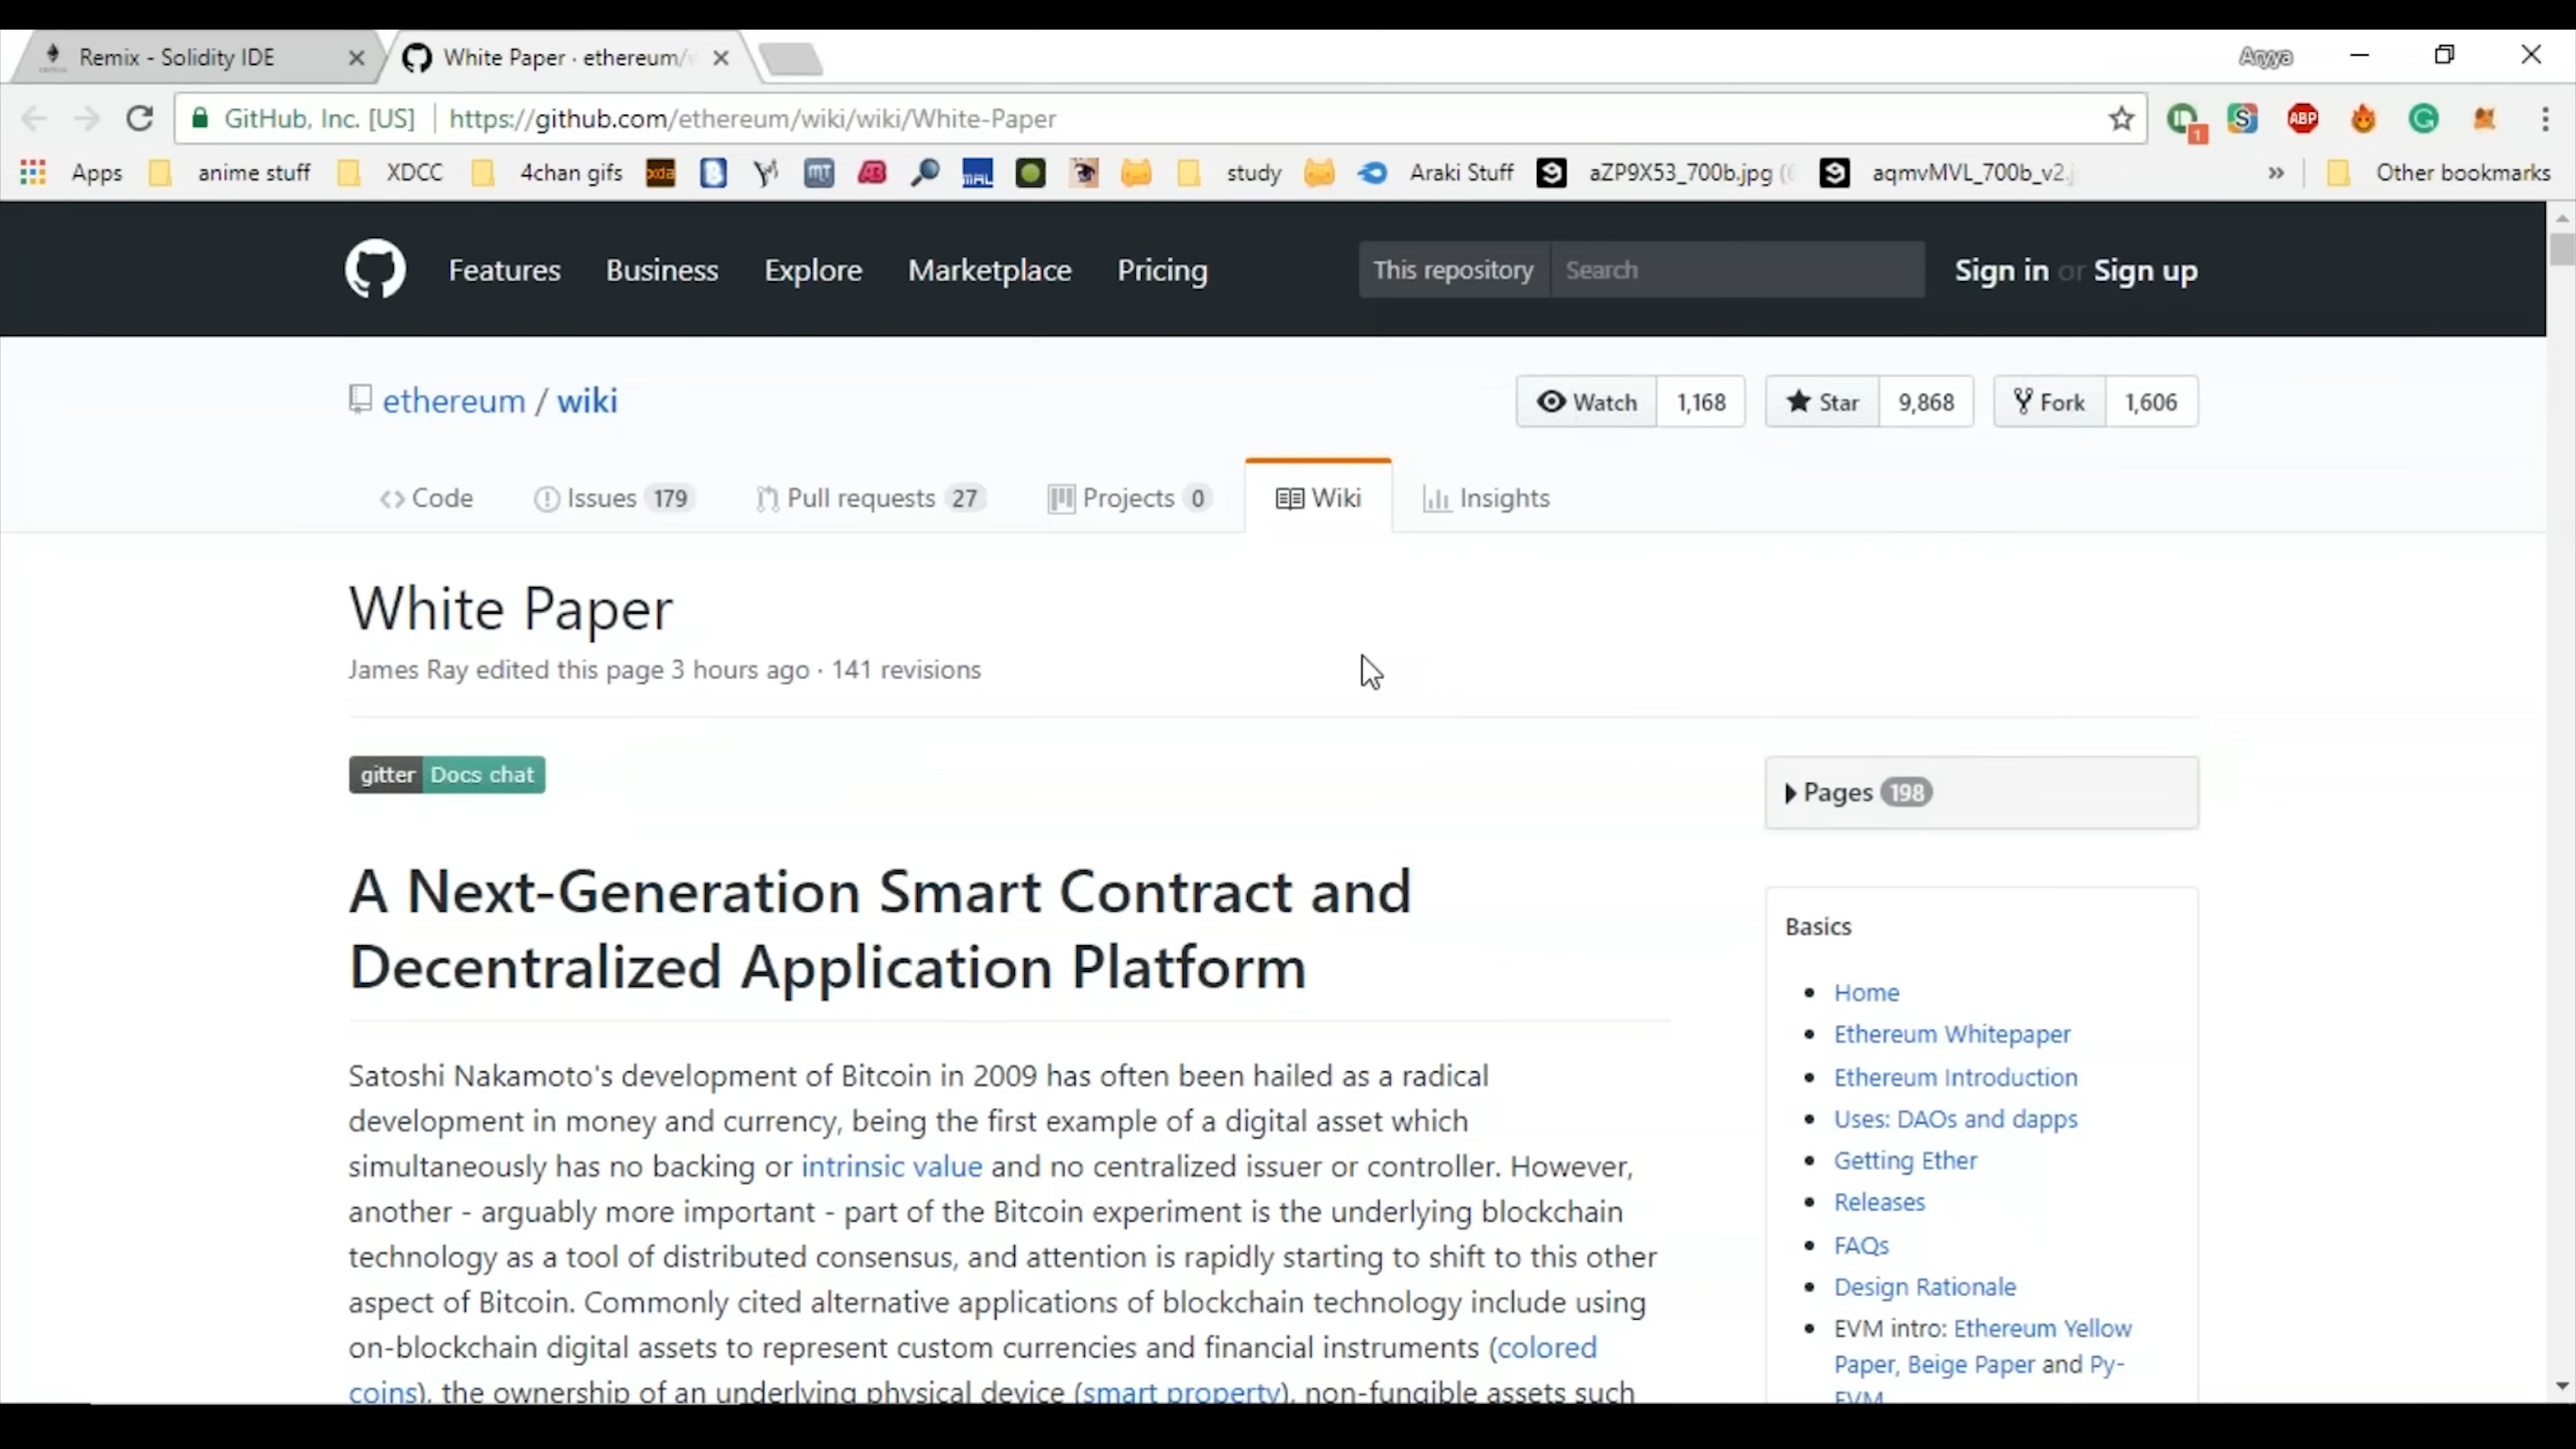 Remix - Solidity IDE
White Paper · ethereum/
Aryya
GitHub, Inc. [US] https://github.com/ethereum/wiki/wiki/White-Paper
1
ABP
Apps anime stuff XDCC 4chan gifs xda B mT MAL study Araki Stuff aZP9X53_700b.jpg aqmvMVL_700b_v2. » Other bookmarks
Features Business Explore Marketplace Pricing This repository Search Sign in or Sign up
ethereum / wiki Watch 1,168 Star 9,868 Fork 1,606
<> Code Issues 179 Pull requests 27 Projects 0 Wiki Insights
White Paper
James Ray edited this page 3 hours ago · 141 revisions
gitter Docs chat
Pages 198
A Next-Generation Smart Contract and
Decentralized Application Platform
Satoshi Nakamoto's development of Bitcoin in 2009 has often been hailed as a radical
development in money and currency, being the first example of a digital asset which
simultaneously has no backing or intrinsic value and no centralized issuer or controller. However,
another - arguably more important - part of the Bitcoin experiment is the underlying blockchain
technology as a tool of distributed consensus, and attention is rapidly starting to shift to this other
aspect of Bitcoin. Commonly cited alternative applications of blockchain technology include using
on-blockchain digital assets to represent custom currencies and financial instruments (colored
coins), the ownership of an underlying physical device (smart property), non-fungible assets such
Basics
• Home
• Ethereum Whitepaper
• Ethereum Introduction
• Uses: DAOs and dapps
• Getting Ether
• Releases
• FAQs
• Design Rationale
• EVM intro: Ethereum Yellow
Paper, Beige Paper and Py-
EVM